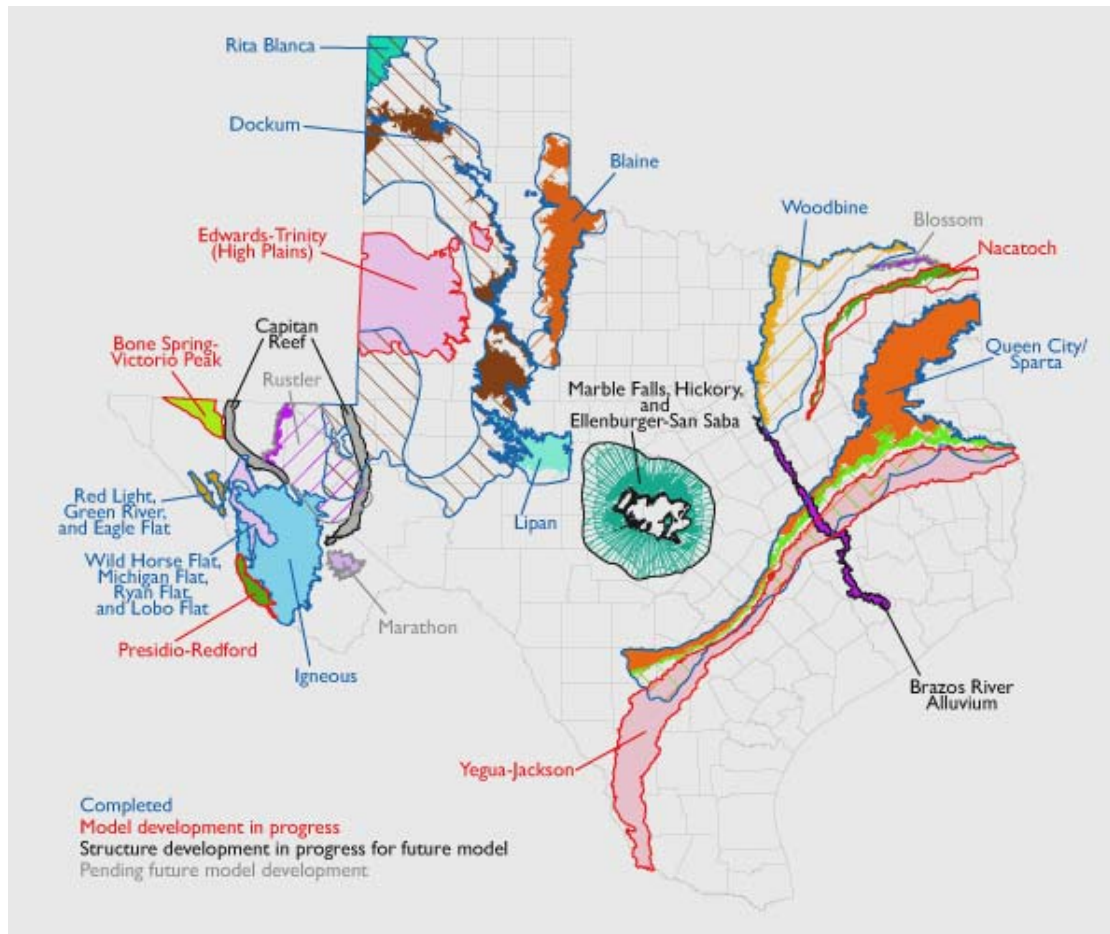 Rita Blanca
Dockum
Blaine
Woodbine
Blossom
Nacatoch
Edwards-Trinity
(High Plains)
Capitan
Reef
Bone Spring-
Victorio Peak
Rustler
Queen City/
Sparta
Marble Falls, Hickory,
and
Ellenburger-San Saba
Red Light,
Green River,
and Eagle Flat
Lipan
Wild Horse Flat,
Michigan Flat,
Ryan Flat,
and Lobo Flat
Marathon
Presidio-Redford
Igneous
Brazos River
Alluvium
Yegua-Jackson
Completed
Model development in progress
Structure development in progress for future model
Pending future model development